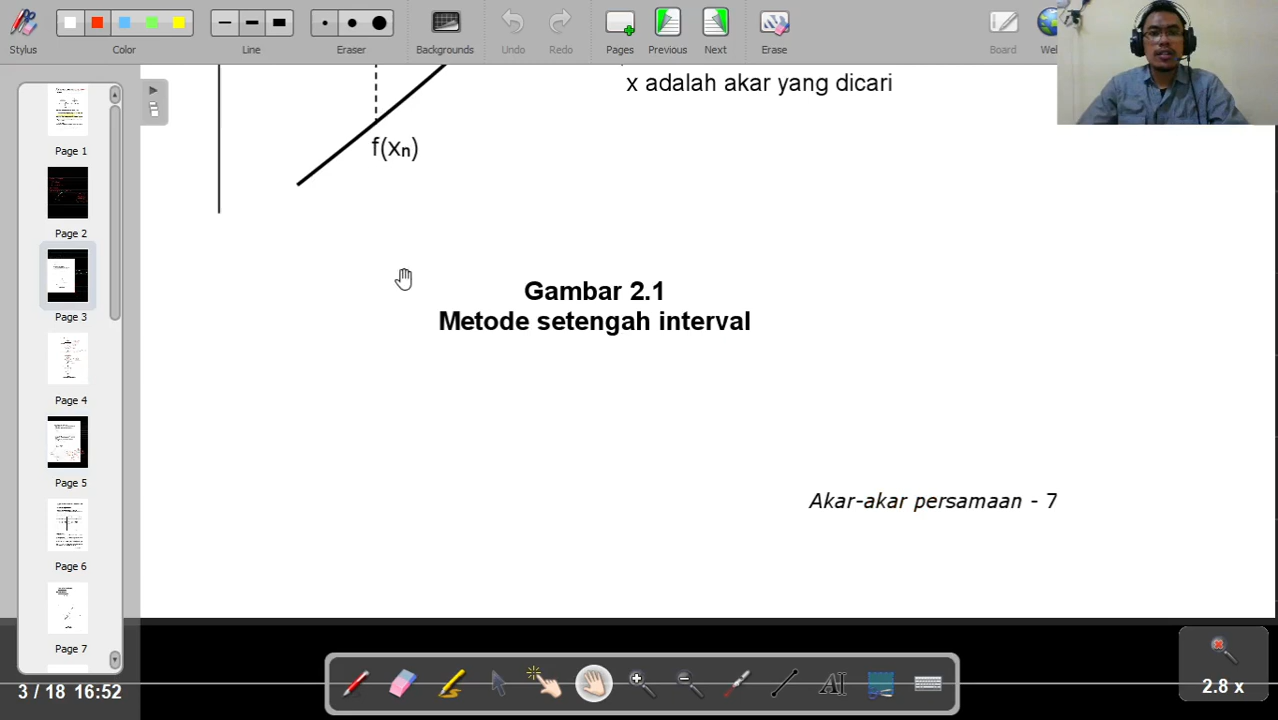 Stylus
Color
Line
Eraser
Backgrounds
Undo
Redo
Pages
Previous
Next
Erase
Board
x adalah akar yang dicari
f(xₙ)
Gambar 2.1
Metode setengah interval
Akar-akar persamaan - 7
Page 1
Page 2
Page 3
Page 4
Page 5
Page 6
Page 7
3 / 18 16:52
AI
2.8 x